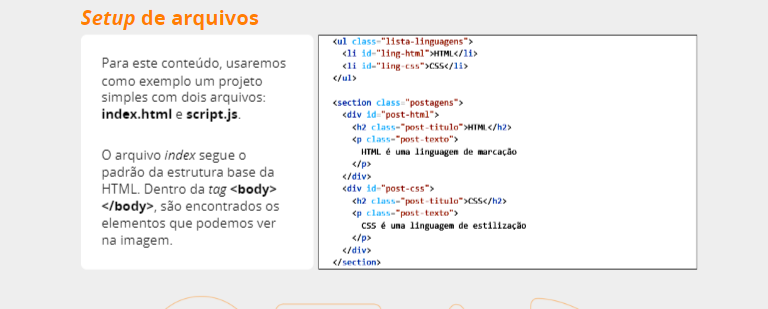 Setup de arquivos
Para este conteúdo, usaremos
como exemplo um projeto
simples com dois arquivos:
index.html e script.js.
O arquivo index segue o
padrão da estrutura base da
HTML. Dentro da tag <body>
</body>, são encontrados os
elementos que podemos ver
na imagem.
<ul class="lista-linguagens">
<li id="ling-html">HTML</li>
<li id="ling-css">CSS</li>
</ul>
<section class="postagens">
<div id="post-html">
<h2 class="post-titulo">HTML</h2>
<p class="post-texto">
HTML é uma linguagem de marcação
</p>
</div>
<div id="post-css">
<h2 class="post-titulo">CSS</h2>
<p class="post-texto">
CSS é uma linguagem de estilização
</p>
</div>
</section>